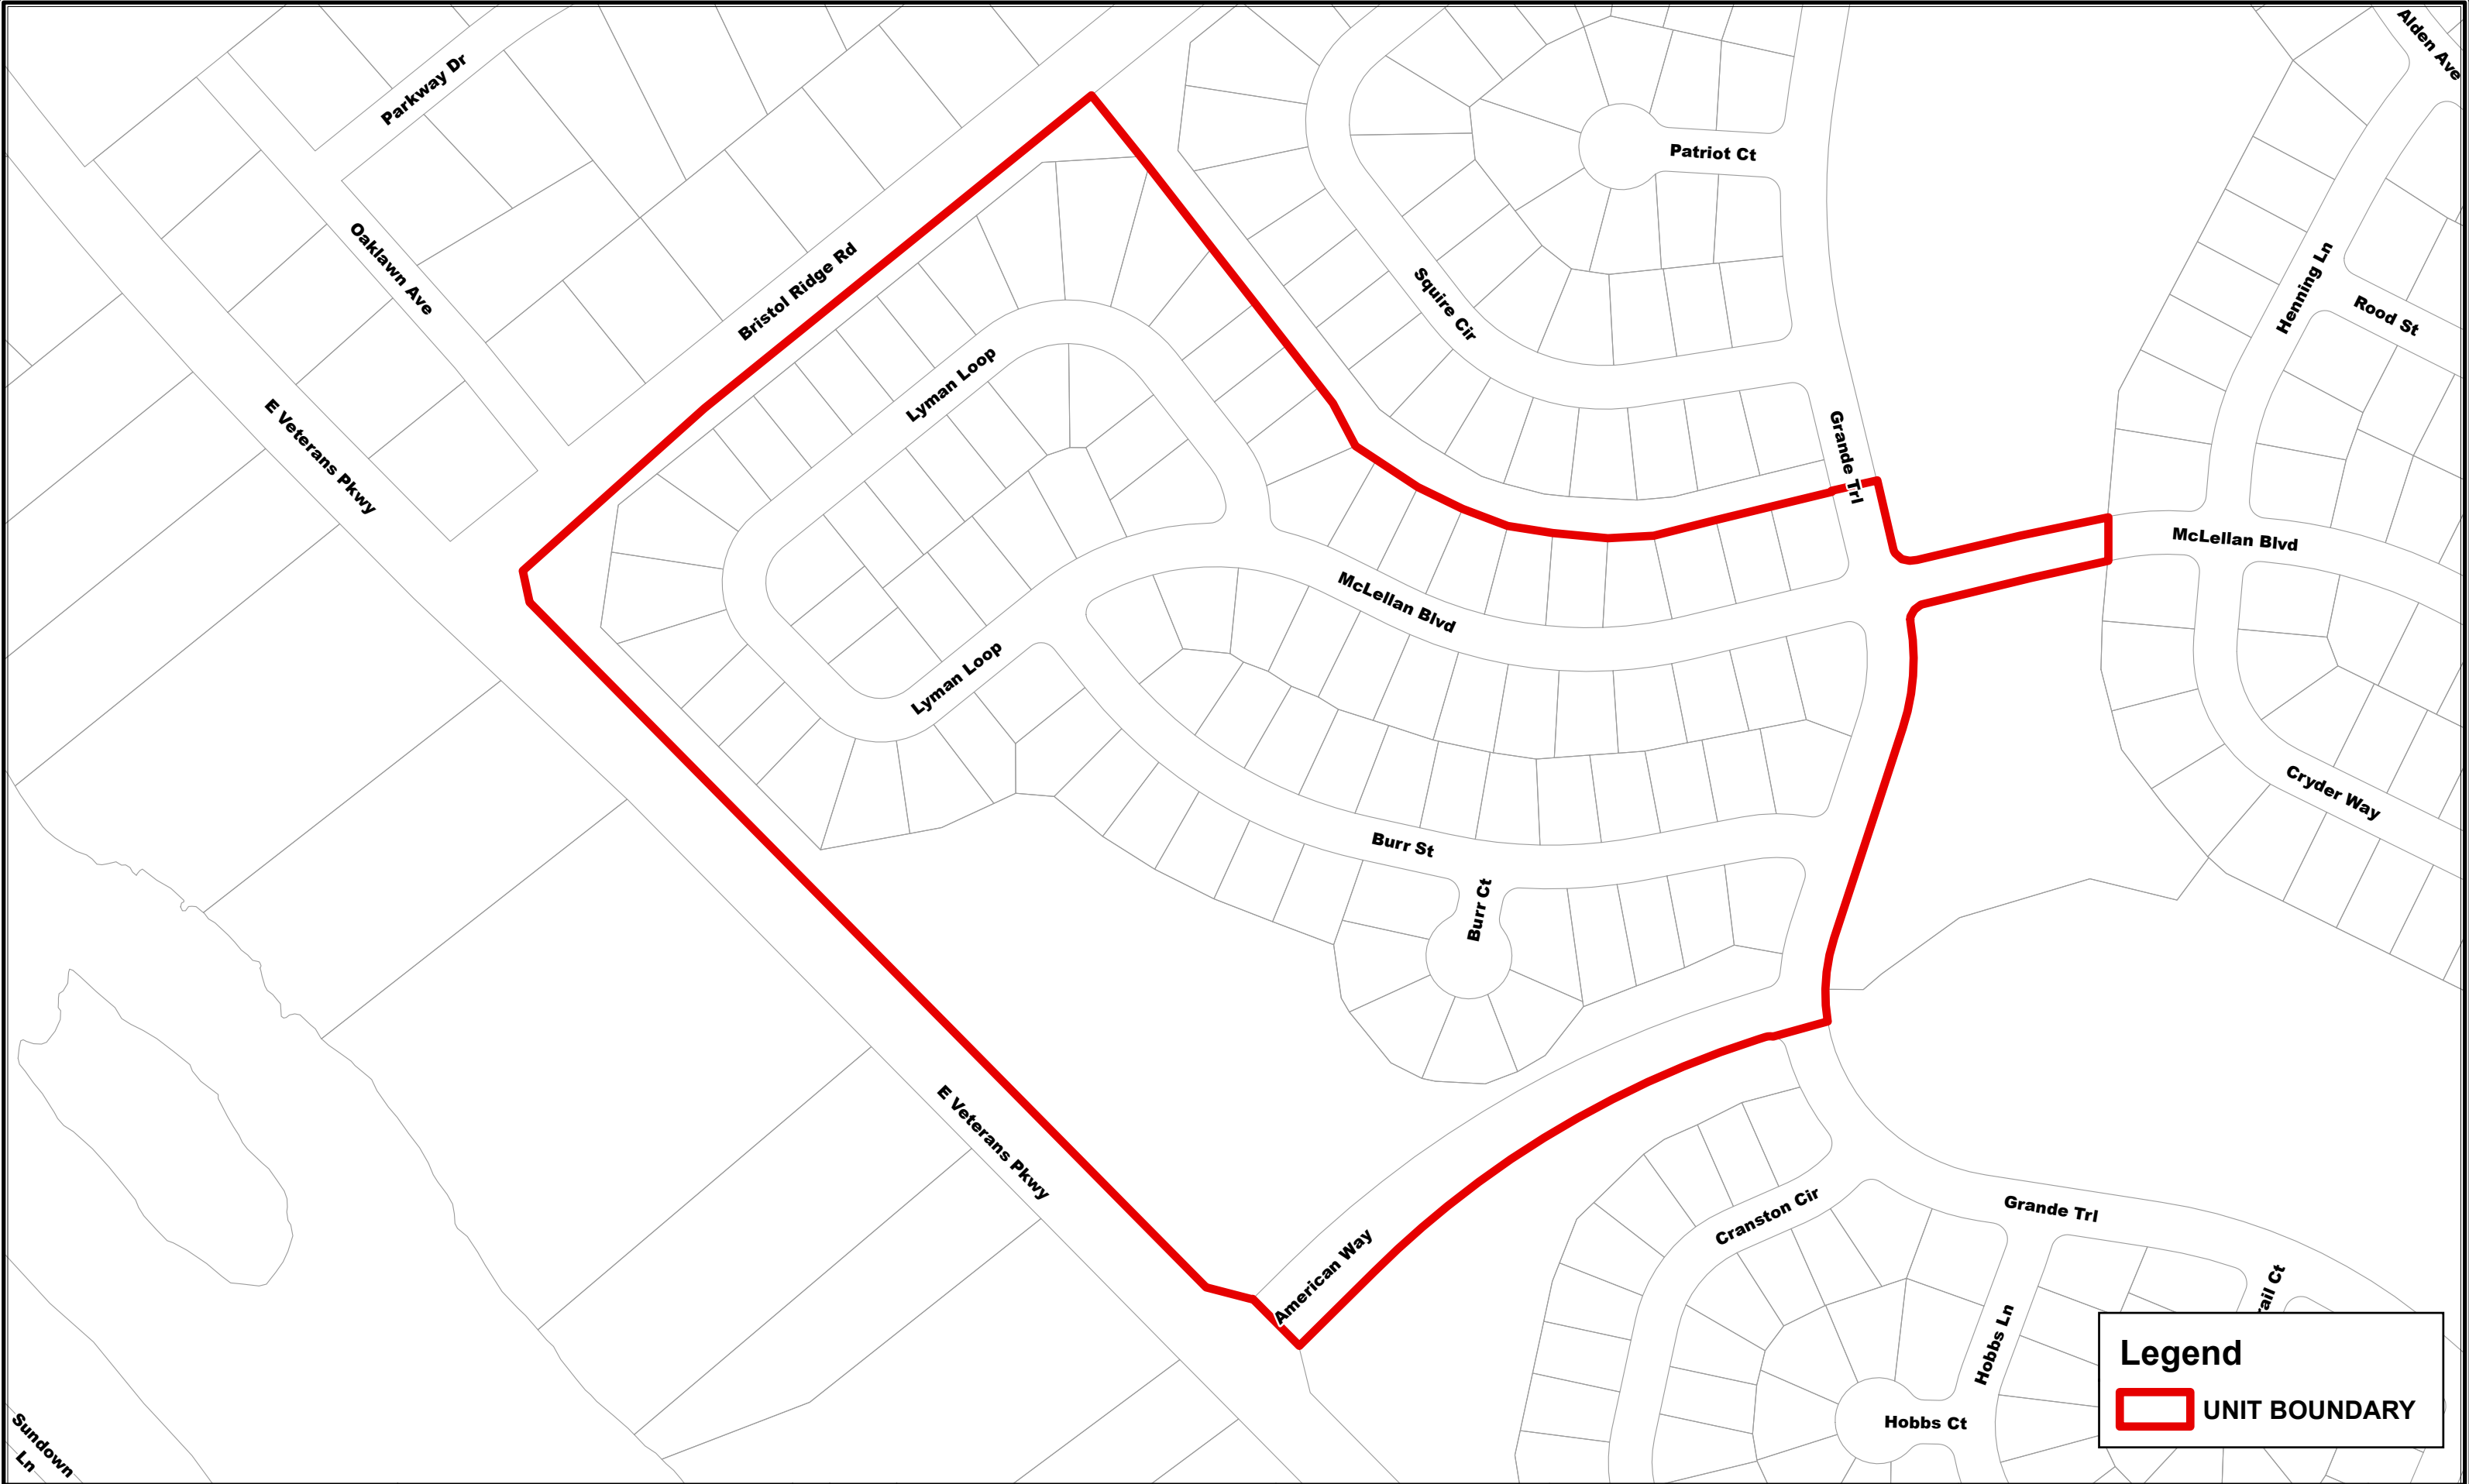 Alden Ave
Parkway Dr
Patriot Ct
Oaklawn Ave
Bristol Ridge Rd
Squire Cir
Henning Ln
Rood St
Lyman Loop
E Veterans Pkwy
Grande Trl
McLellan Blvd
McLellan Blvd
Lyman Loop
Cryder Way
Burr St
Burr Ct
E Veterans Pkwy
Cranston Cir
Grande Trl
American Way
ail Ct
Hobbs Ln
Hobbs Ct
Sundown
Ln
Legend
UNIT BOUNDARY